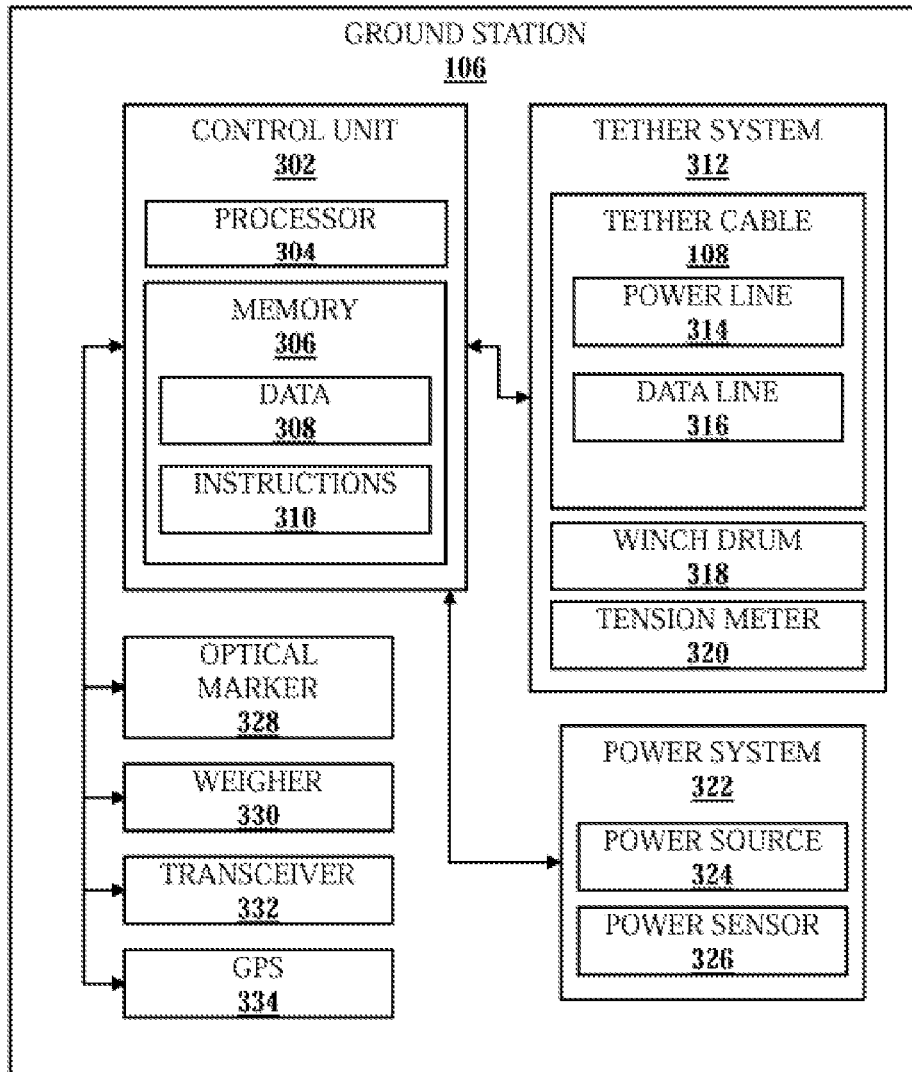 GROUND STATION
106
CONTROL UNIT
302
PROCESSOR
304
MEMORY
306
DATA
308
INSTRUCTIONS
310
TETHER SYSTEM
312
TETHER CABLE
108
POWER LINE
314
DATA LINE
316
WINCH DRUM
318
TENSION METER
320
OPTICAL
MARKER
328
WEIGHER
330
TRANSCEIVER
332
GPS
334
POWER SYSTEM
322
POWER SOURCE
324
POWER SENSOR
326